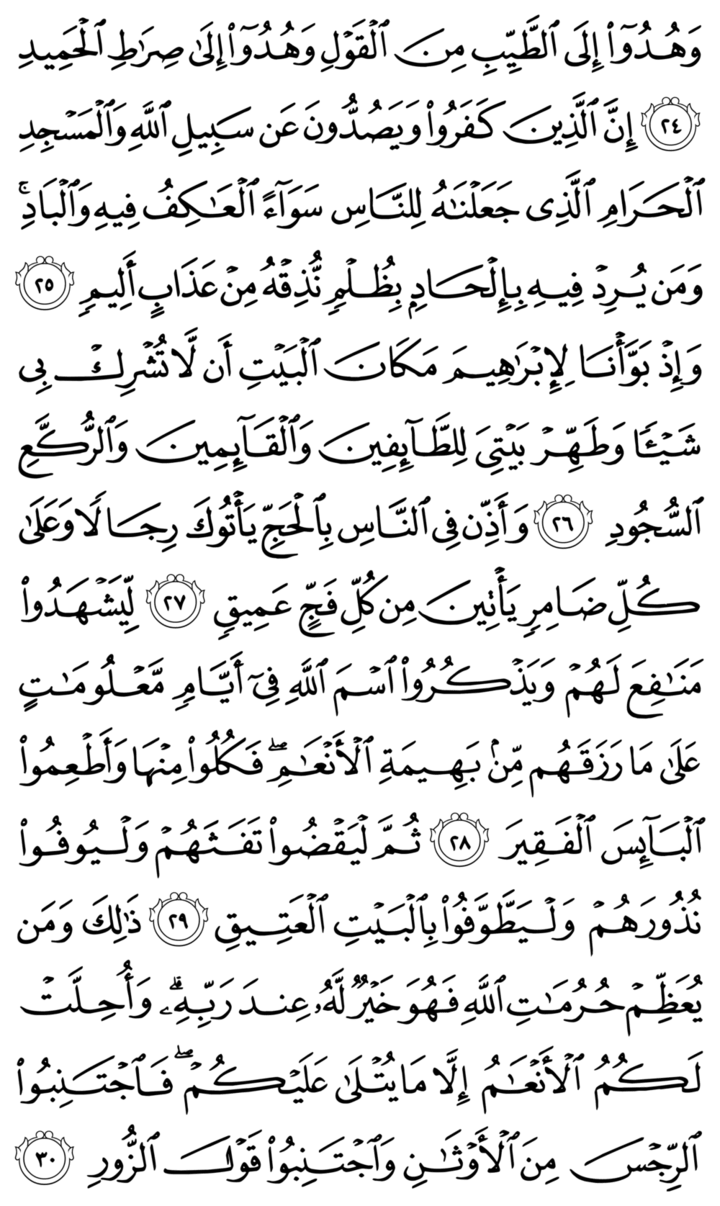 وَهُدُوٓا۟ إِلَى ٱلطَّيِّبِ مِنَ ٱلْقَوْلِ وَهُدُوٓا۟ إِلَىٰ صِرَٰطِ ٱلْحَمِيدِ
٢٤ إِنَّ ٱلَّذِينَ كَفَرُوا۟ وَيَصُدُّونَ عَن سَبِيلِ ٱللَّهِ وَٱلْمَسْجِدِ
ٱلْحَرَامِ ٱلَّذِى جَعَلْنَٰهُ لِلنَّاسِ سَوَآءً ٱلْعَٰكِفُ فِيهِ وَٱلْبَادِ ۚ
وَمَن يُرِدْ فِيهِ بِإِلْحَادٍۭ بِظُلْمٍ نُّذِقْهُ مِنْ عَذَابٍ أَلِيمٍ ٢٥
وَإِذْ بَوَّأْنَا لِإِبْرَٰهِيمَ مَكَانَ ٱلْبَيْتِ أَن لَّا تُشْرِكْ بِى
شَيْـًٔا وَطَهِّرْ بَيْتِىَ لِلطَّآئِفِينَ وَٱلْقَآئِمِينَ وَٱلرُّكَّعِ
ٱلسُّجُودِ ٢٦ وَأَذِّن فِى ٱلنَّاسِ بِٱلْحَجِّ يَأْتُوكَ رِجَالًا وَعَلَىٰ
كُلِّ ضَامِرٍ يَأْتِينَ مِن كُلِّ فَجٍّ عَمِيقٍ ٢٧ لِّيَشْهَدُوا۟
مَنَٰفِعَ لَهُمْ وَيَذْكُرُوا۟ ٱسْمَ ٱللَّهِ فِىٓ أَيَّامٍ مَّعْلُومَٰتٍ
عَلَىٰ مَا رَزَقَهُم مِّنۢ بَهِيمَةِ ٱلْأَنْعَٰمِ ۖ فَكُلُوا۟ مِنْهَا وَأَطْعِمُوا۟
ٱلْبَآئِسَ ٱلْفَقِيرَ ٢٨ ثُمَّ لْيَقْضُوا۟ تَفَثَهُمْ وَلْيُوفُوا۟
نُذُورَهُمْ وَلْيَطَّوَّفُوا۟ بِٱلْبَيْتِ ٱلْعَتِيقِ ٢٩ ذَٰلِكَ وَمَن
يُعَظِّمْ حُرُمَٰتِ ٱللَّهِ فَهُوَ خَيْرٌ لَّهُۥ عِندَ رَبِّهِۦ ۗ وَأُحِلَّتْ
لَكُمُ ٱلْأَنْعَٰمُ إِلَّا مَا يُتْلَىٰ عَلَيْكُمْ ۖ فَٱجْتَنِبُوا۟
ٱلرِّجْسَ مِنَ ٱلْأَوْثَٰنِ وَٱجْتَنِبُوا۟ قَوْلَ ٱلزُّورِ ٣٠